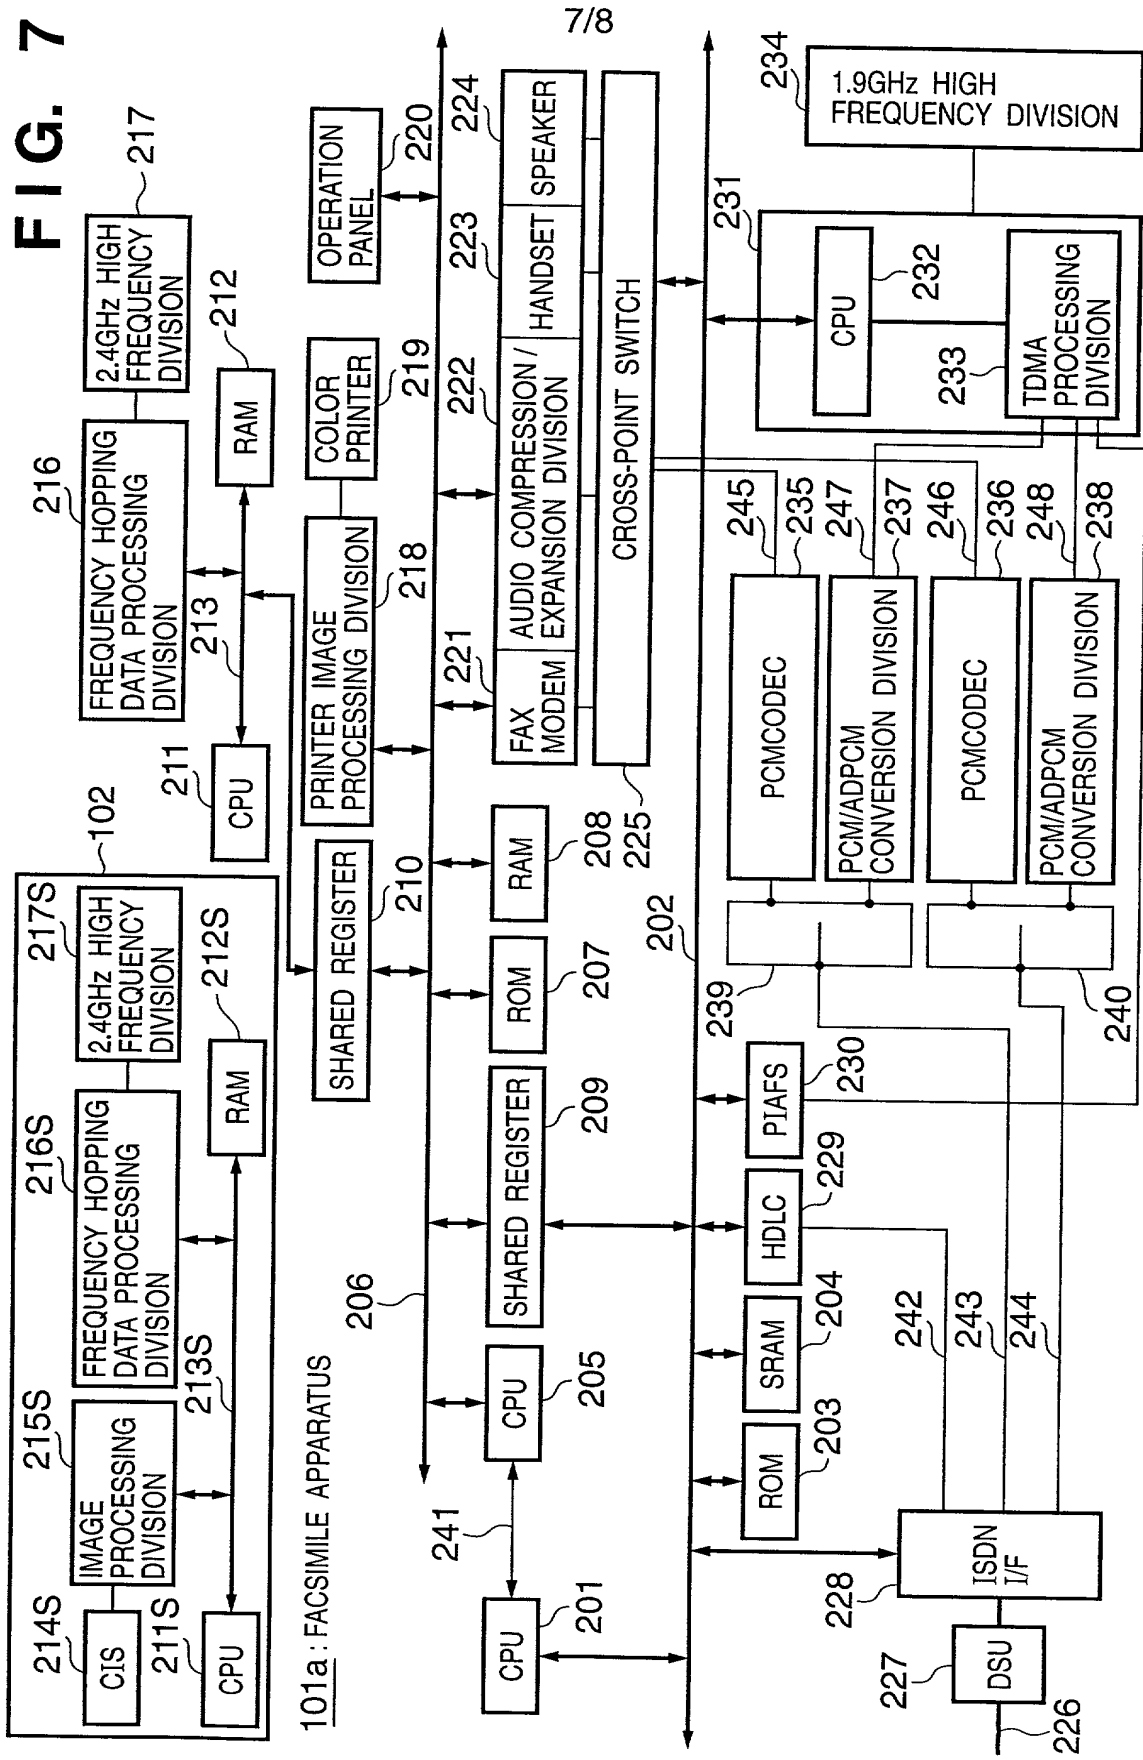 7/8
FIG. 7
102
214S
CIS
215S
IMAGE
PROCESSING
DIVISION
216S
FREQUENCY HOPPING
DATA PROCESSING
DIVISION
217S
2.4GHz HIGH
FREQUENCY
DIVISION
211S
CPU
213S
212S
RAM
216
FREQUENCY HOPPING
DATA PROCESSING
DIVISION
217
2.4GHz HIGH
FREQUENCY
DIVISION
211
CPU
213
212
RAM
101a : FACSIMILE APPARATUS
SHARED REGISTER
210
PRINTER IMAGE
PROCESSING DIVISION
218
COLOR
PRINTER
219
OPERATION
PANEL
220
206
241
CPU
201
CPU
205
SHARED REGISTER
209
ROM
207
RAM
208
221
FAX
MODEM
222
AUDIO COMPRESSION /
EXPANSION DIVISION
223
HANDSET
224
SPEAKER
CROSS-POINT SWITCH
225
202
ROM
203
SRAM
204
HDLC
229
PIAFS
230
226
227
DSU
228
ISDN
I/F
242
243
244
239
240
PCMCODEC
245
235
PCM/ADPCM
CONVERSION DIVISION
247
237
PCMCODEC
246
236
PCM/ADPCM
CONVERSION DIVISION
248
238
231
CPU
232
233
TDMA
PROCESSING
DIVISION
234
1.9GHz HIGH
FREQUENCY DIVISION